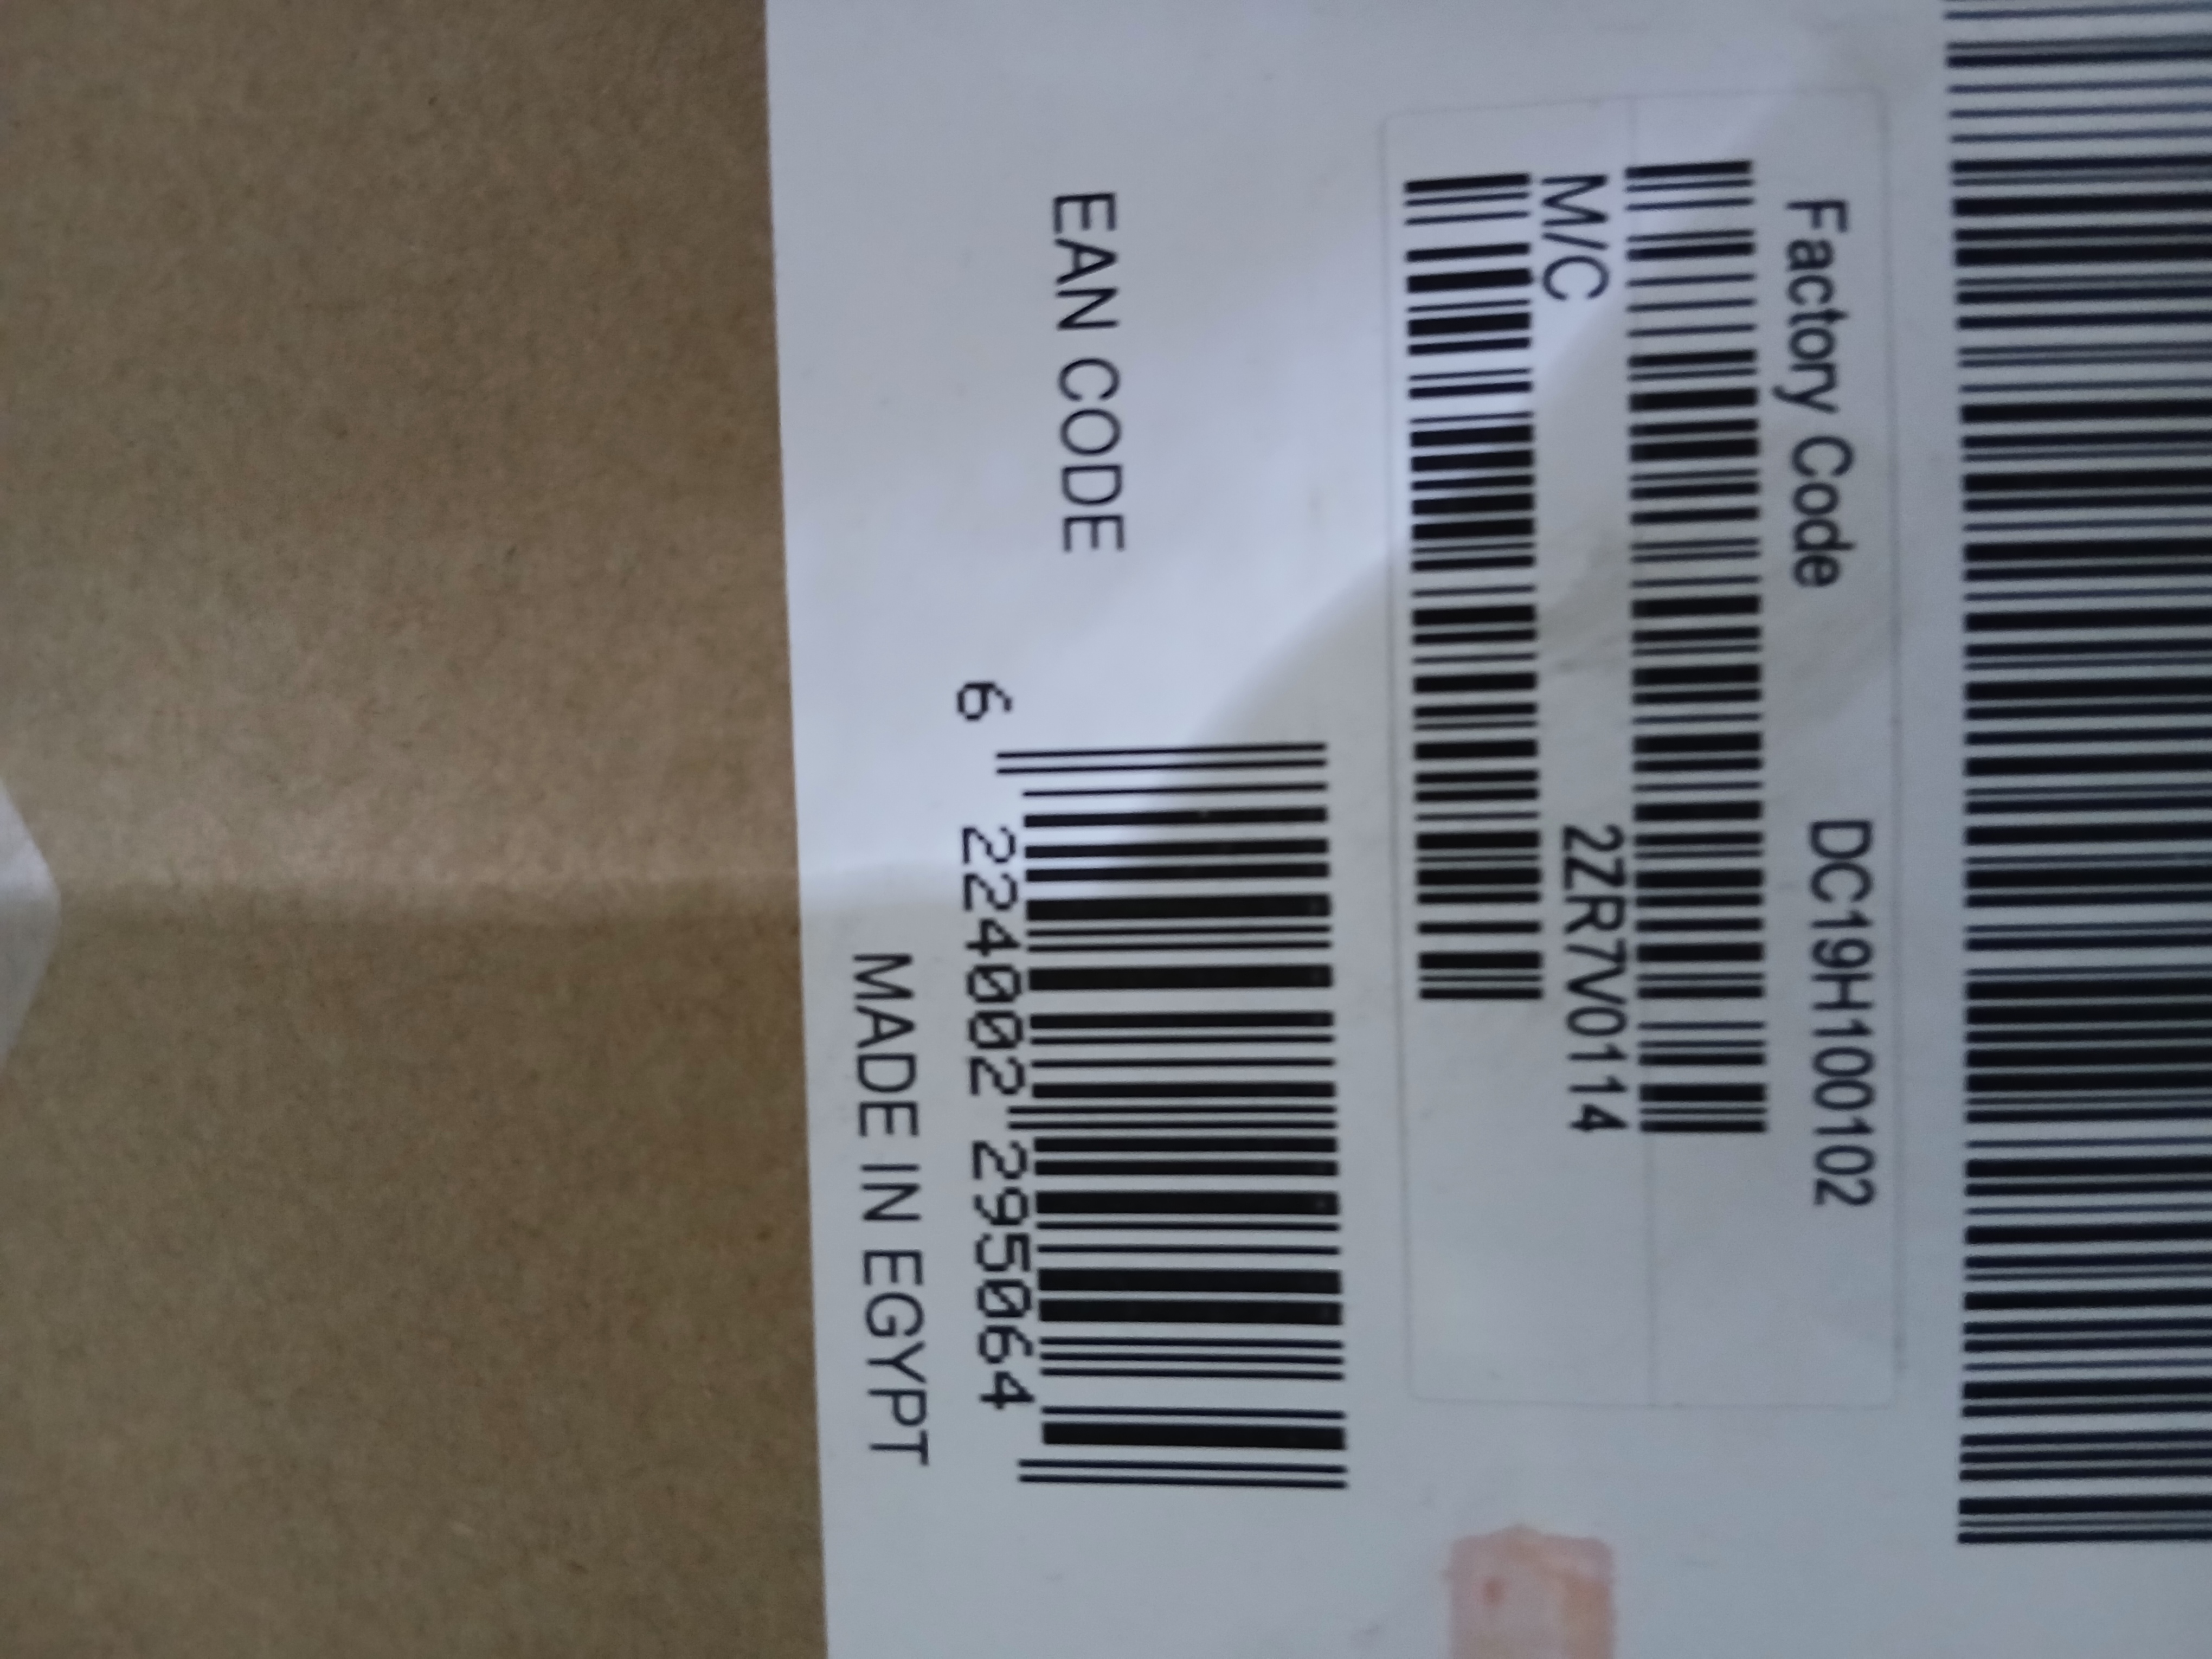 Factory Code DC19H100102
M/C 2ZR7V0114
EAN CODE
6 224002 295064
MADE IN EGYPT